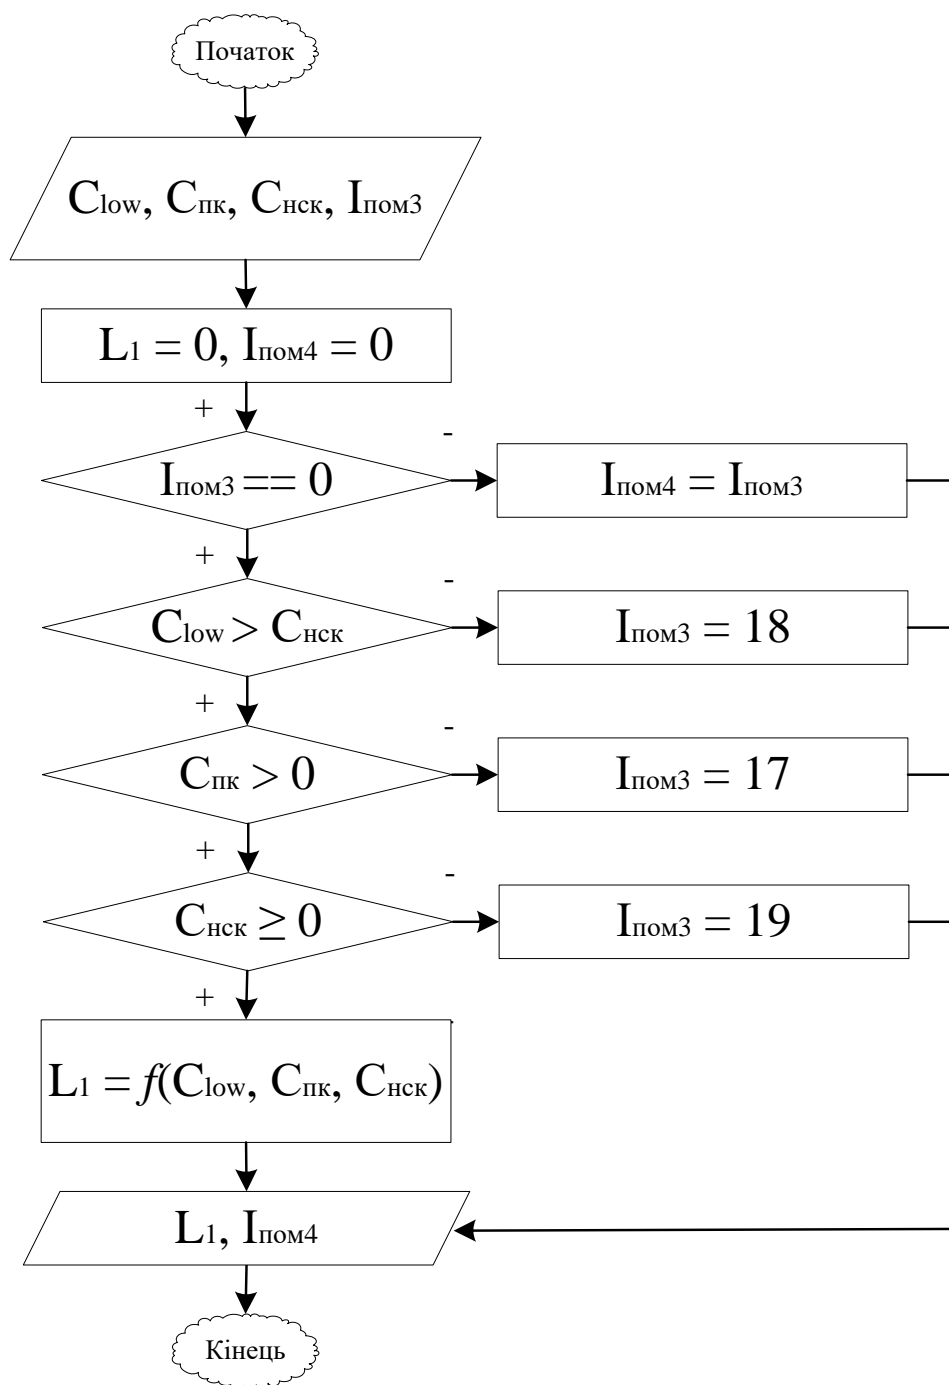 Початок
Clow, Cпк, Cнск, Iпом3
L1 = 0, Iпом4 = 0
+
-
Iпом3 == 0
Iпом4 = Iпом3
+
-
Clow > Cнск
Iпом3 = 18
+
-
Cпк > 0
Iпом3 = 17
+
-
Cнск ≥ 0
Iпом3 = 19
+
L1 = f(Clow, Cпк, Cнск)
L1, Iпом4
Кінець